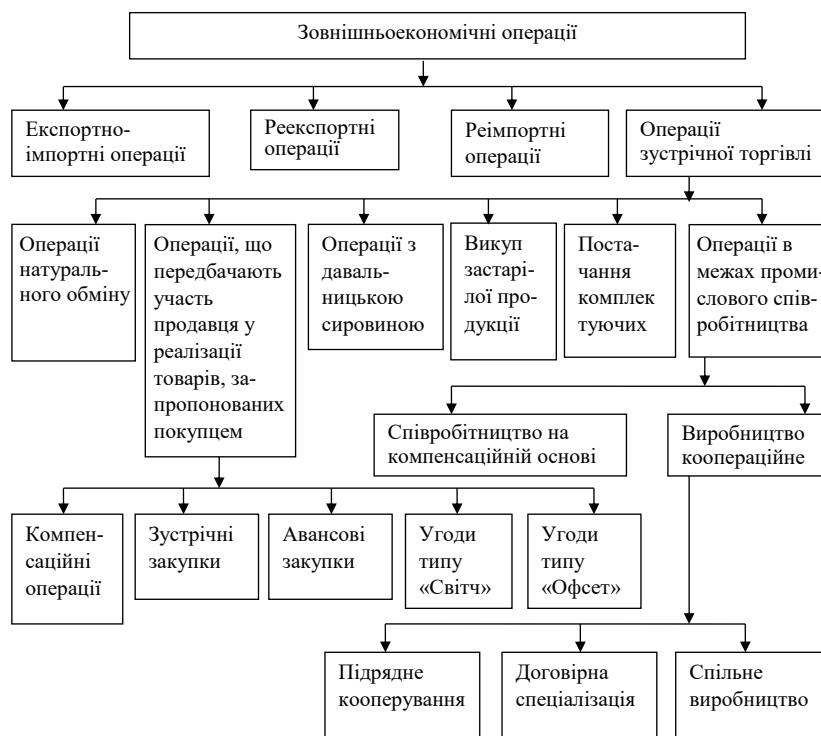 Зовнішньоекономічні операції
Експортно-
імпортні операції
Реекспортні
операції
Реімпортні
операції
Операції
зустрічної торгівлі
Операції
натураль-
ного обміну
Операції, що
передбачають
участь
продавця у
реалізації
товарів, за-
пропонованих
покупцем
Операції з
даваль-
ницькою
сировиною
Викуп
застарі-
лої про-
дукції
Поста-
чання
комплек
туючих
Операції в
межах проми-
слового спів-
робітництва
Співробітництво на
компенсаційній основі
Виробництво
коопераційне
Компен-
саційні
операції
Зустрічні
закупки
Авансові
закупки
Угоди
типу
«Світч»
Угоди
типу
«Офсет»
Підрядне
кооперування
Договірна
спеціалізація
Спільне
виробництво